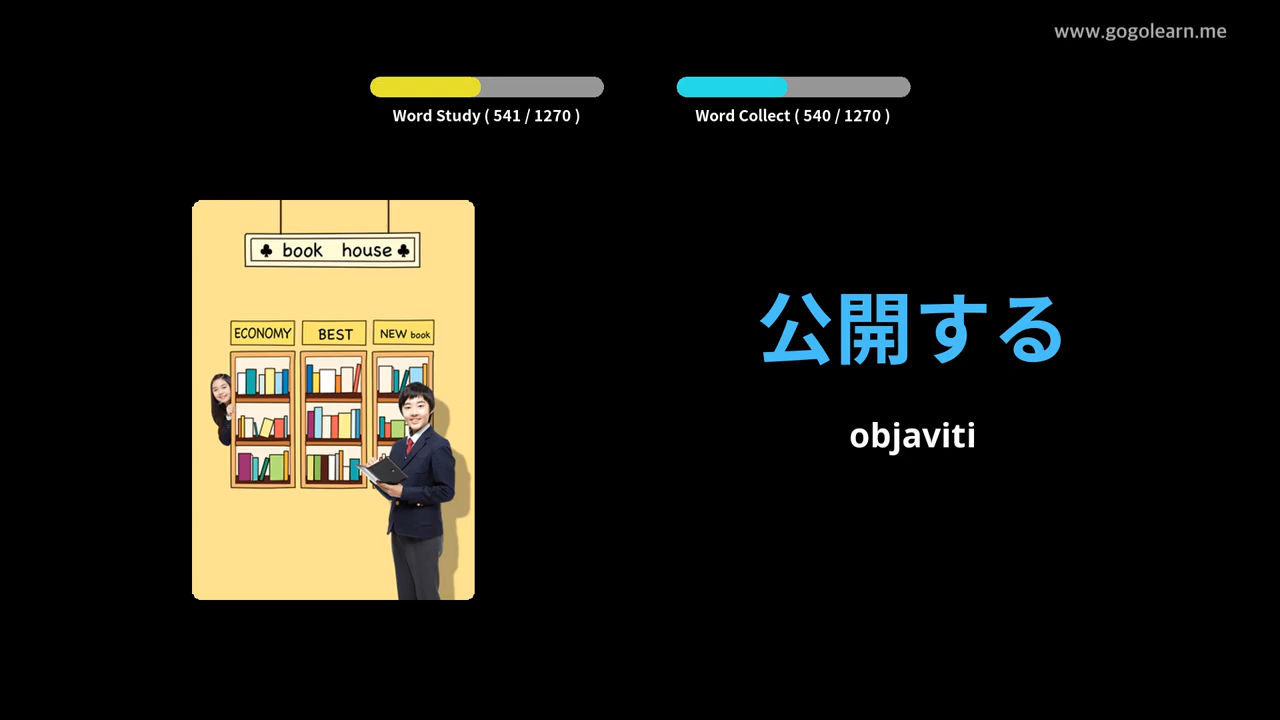 www.gogolearn.me
Word Study ( 541 / 1270 )
Word Collect ( 540 / 1270 )
♣ book house ♣
ECONOMY
BEST
NEW book
公開する
objaviti